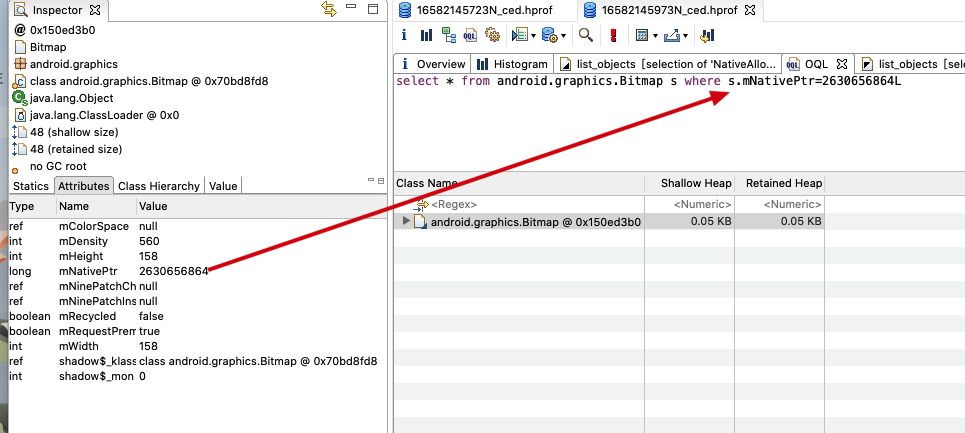 Inspector
@ 0x150ed3b0
Bitmap
android.graphics
class android.graphics.Bitmap @ 0x70bd8fd8
java.lang.Object
java.lang.ClassLoader @ 0x0
48 (shallow size)
48 (retained size)
no GC root
Statics Attributes Class Hierarchy Value
Type Name Value
ref mColorSpace null
int mDensity 560
int mHeight 158
long mNativePtr 2630656864
ref mNinePatchCh null
ref mNinePatchIns null
boolean mRecycled false
boolean mRequestPrem true
int mWidth 158
ref shadow$_klass class android.graphics.Bitmap @ 0x70bd8fd8
int shadow$_mon 0
16582145723N_ced.hprof 16582145973N_ced.hprof
i Overview Histogram list_objects [selection of 'NativeAllo... OQL list_objects [sele
select * from android.graphics.Bitmap s where s.mNativePtr=2630656864L
Class Name Shallow Heap Retained Heap
<Regex> <Numeric> <Numeric>
android.graphics.Bitmap @ 0x150ed3b0 0.05 KB 0.05 KB